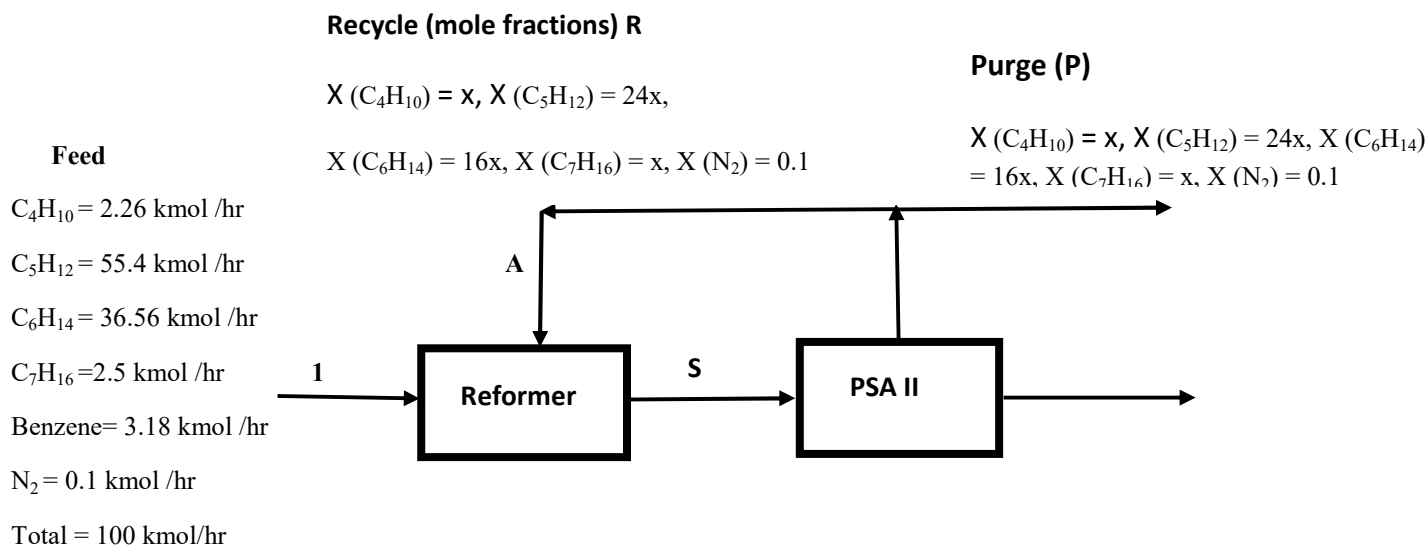 Recycle (mole fractions) R
X (C₄H₁₀) = x, X (C₅H₁₂) = 24x,
X (C₆H₁₄) = 16x, X (C₇H₁₆) = x, X (N₂) = 0.1
Purge (P)
X (C₄H₁₀) = x, X (C₅H₁₂) = 24x, X (C₆H₁₄)
= 16x, X (C₇H₁₆) = x, X (N₂) = 0.1
Feed
C₄H₁₀ = 2.26 kmol /hr
C₅H₁₂ = 55.4 kmol /hr
C₆H₁₄ = 36.56 kmol /hr
C₇H₁₆ =2.5 kmol /hr
Benzene= 3.18 kmol /hr
N₂ = 0.1 kmol /hr
Total = 100 kmol/hr
A
1
Reformer
S
PSA II